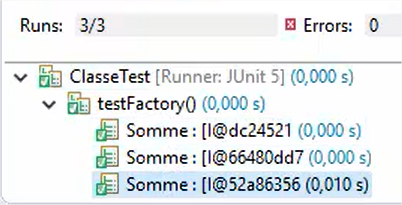 Runs: 3/3 Errors: 0
ClasseTest [Runner: JUnit 5] (0,000 s)
testFactory() (0,000 s)
Somme : [I@dc24521 (0,000 s)
Somme : [I@66480dd7 (0,000 s)
Somme : [I@52a86356 (0,010 s)